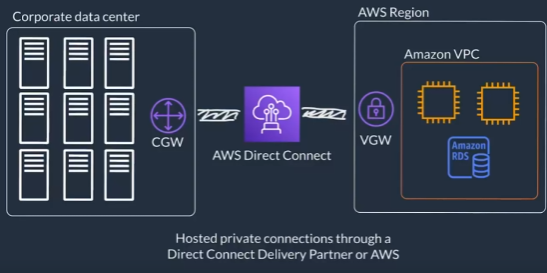 Corporate data center
AWS Region
Amazon VPC
CGW
AWS Direct Connect
VGW
Amazon
RDS
Hosted private connections through a
Direct Connect Delivery Partner or AWS